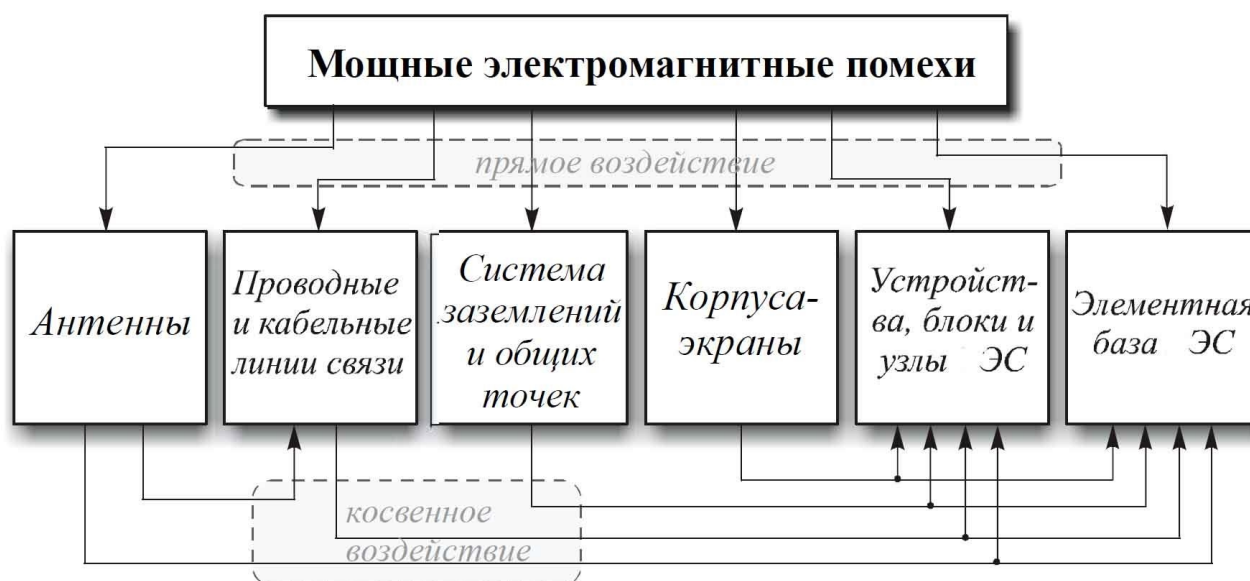 Мощные электромагнитные помехи
прямое воздействие
Антенны
Проводные
и кабельные
линии связи
Система
заземлений
и общих
точек
Корпуса-
экраны
Устройст-
ва, блоки и
узлы ЭС
Элементная
база ЭС
косвенное
воздействие